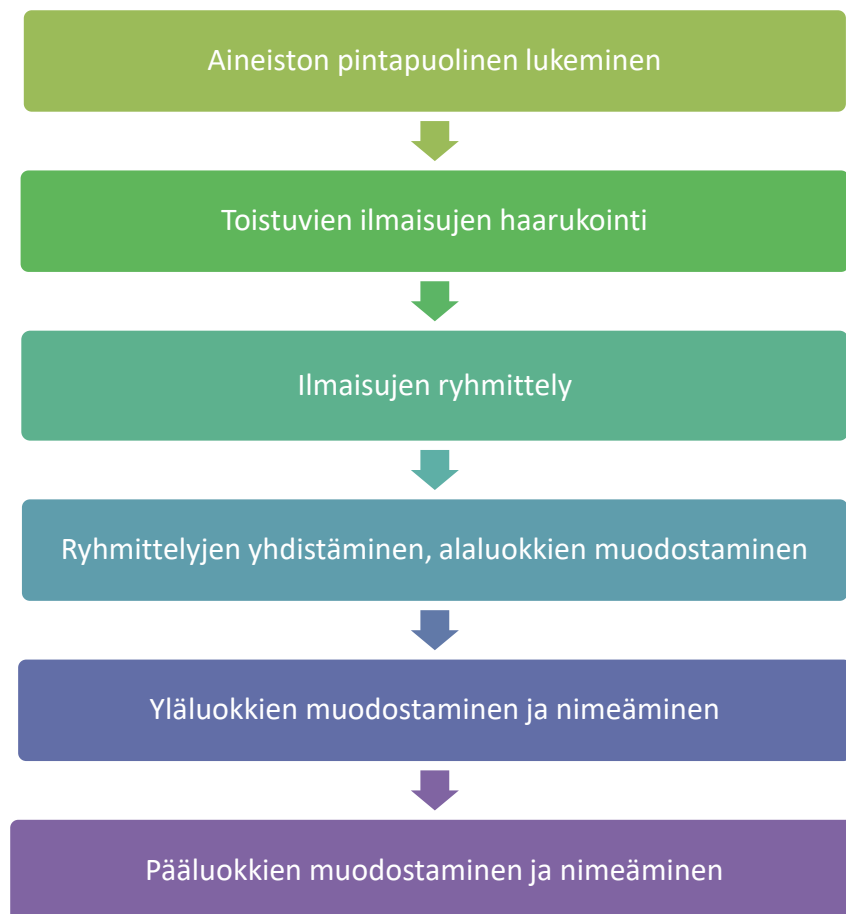 Aineiston pintapuolinen lukeminen
Toistuvien ilmaisujen haarukointi
Ilmaisujen ryhmittely
Ryhmittelyjen yhdistäminen, alaluokkien muodostaminen
Yläluokkien muodostaminen ja nimeäminen
Pääluokkien muodostaminen ja nimeäminen